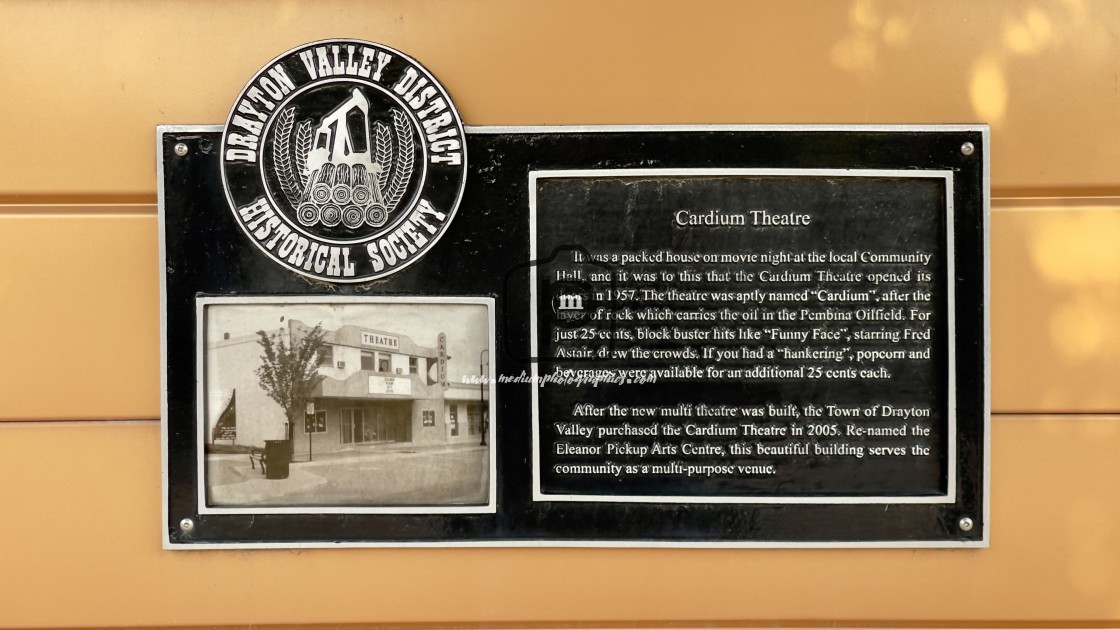 DRAYTON VALLEY DISTRICT
HISTORICAL SOCIETY
THEATRE
CARDIUM
Cardium Theatre
It was a packed house on movie night at the local Community
Hall, and it was to this that the Cardium Theatre opened its
in 1957. The theatre was aptly named "Cardium", after the
of rock which carries the oil in the Pembina Oilfield. For
just 25 cents, block buster hits like "Funny Face", starring Fred
Astair, drew the crowds. If you had a "hankering", popcorn and
beverages were available for an additional 25 cents each.
After the new multi theatre was built, the Town of Drayton
Valley purchased the Cardium Theatre in 2005. Re-named the
Eleanor Pickup Arts Centre, this beautiful building serves the
community as a multi-purpose venue.
m
www.mediumphotographics.com